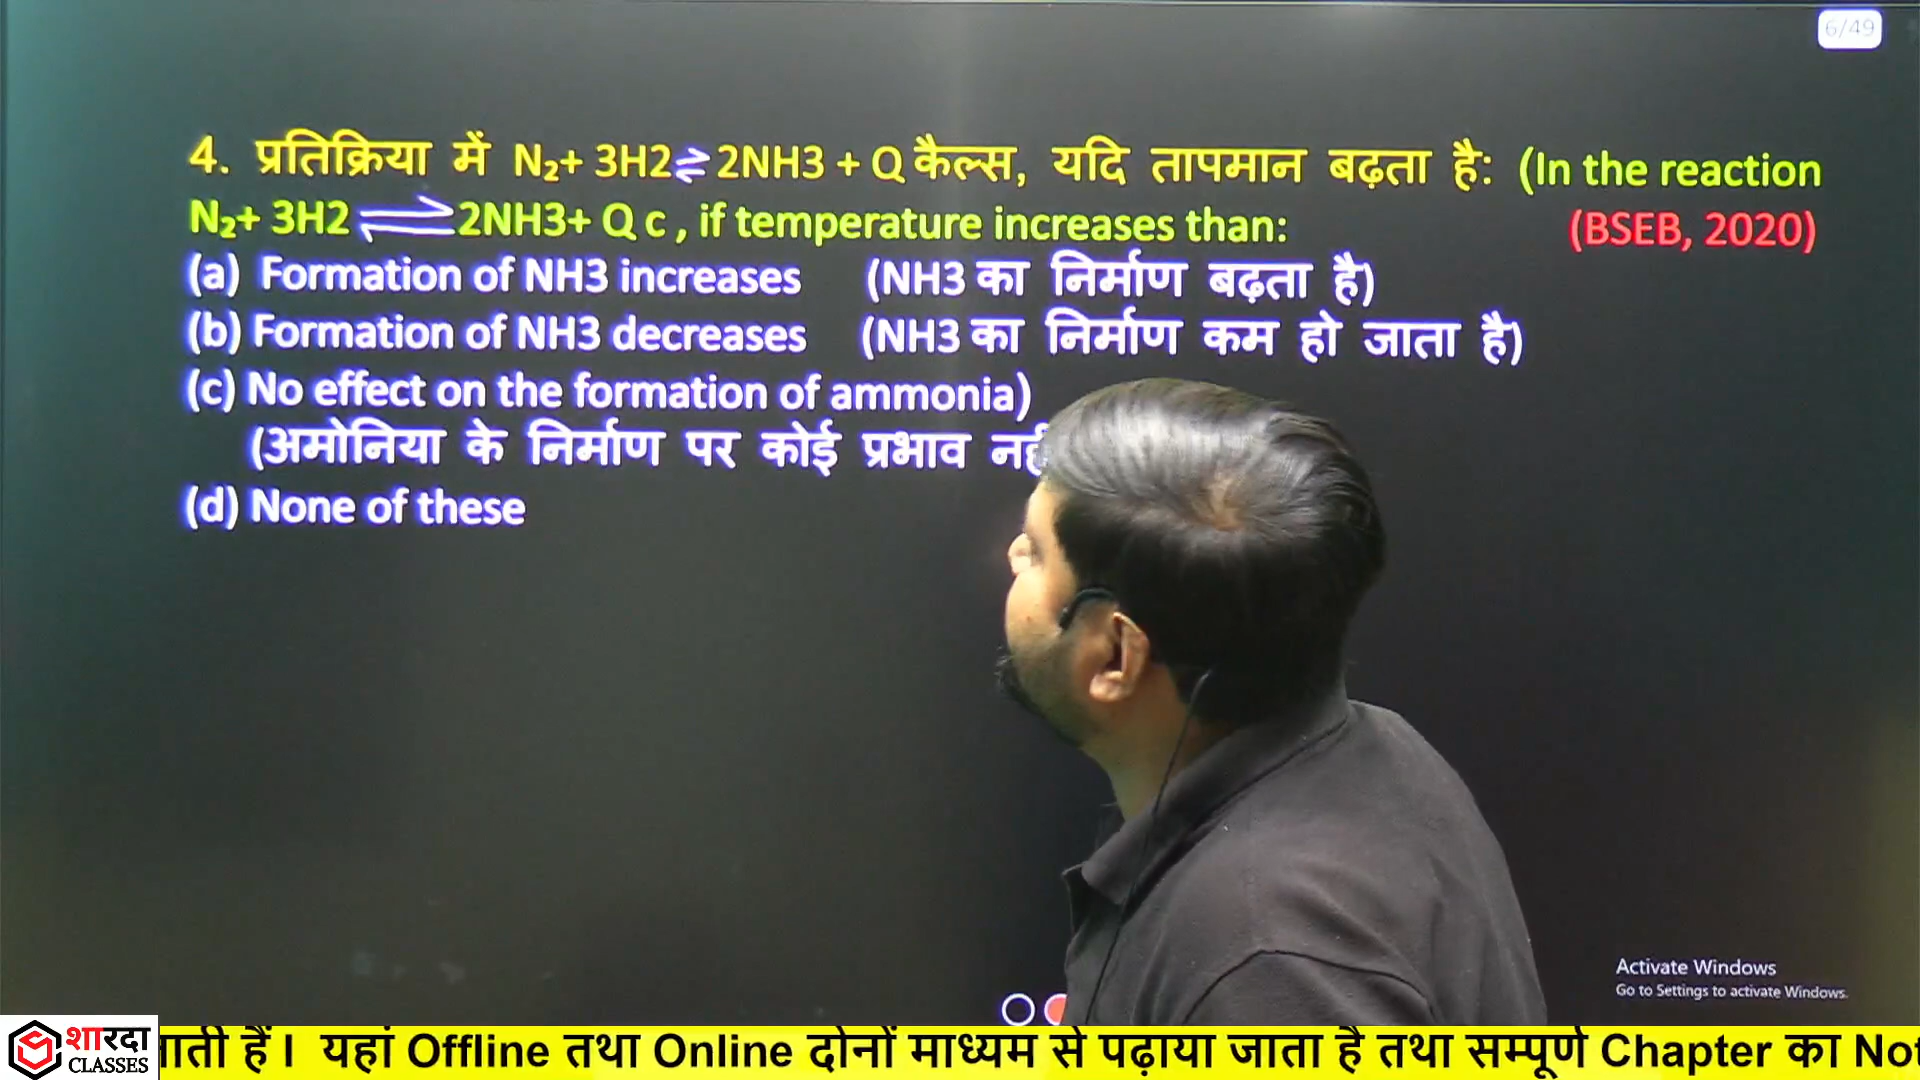 6/49
4. प्रतिक्रिया में N₂+ 3H2⇌ 2NH3 + Q कैल्स, यदि तापमान बढ़ता है: (In the reaction
N₂+ 3H2 ⇌ 2NH3+ Q c , if temperature increases than:
(BSEB, 2020)
(a) Formation of NH3 increases (NH3 का निर्माण बढ़ता है)
(b) Formation of NH3 decreases (NH3 का निर्माण कम हो जाता है)
(c) No effect on the formation of ammonia)
(अमोनिया के निर्माण पर कोई प्रभाव
(d) None of these
Activate Windows
Go to Settings to activate Windows.
शारदा
CLASSES
हैं। यहां Offline तथा Online दोनों माध्यम से पढ़ाया जाता है तथा सम्पूर्ण Chapter का